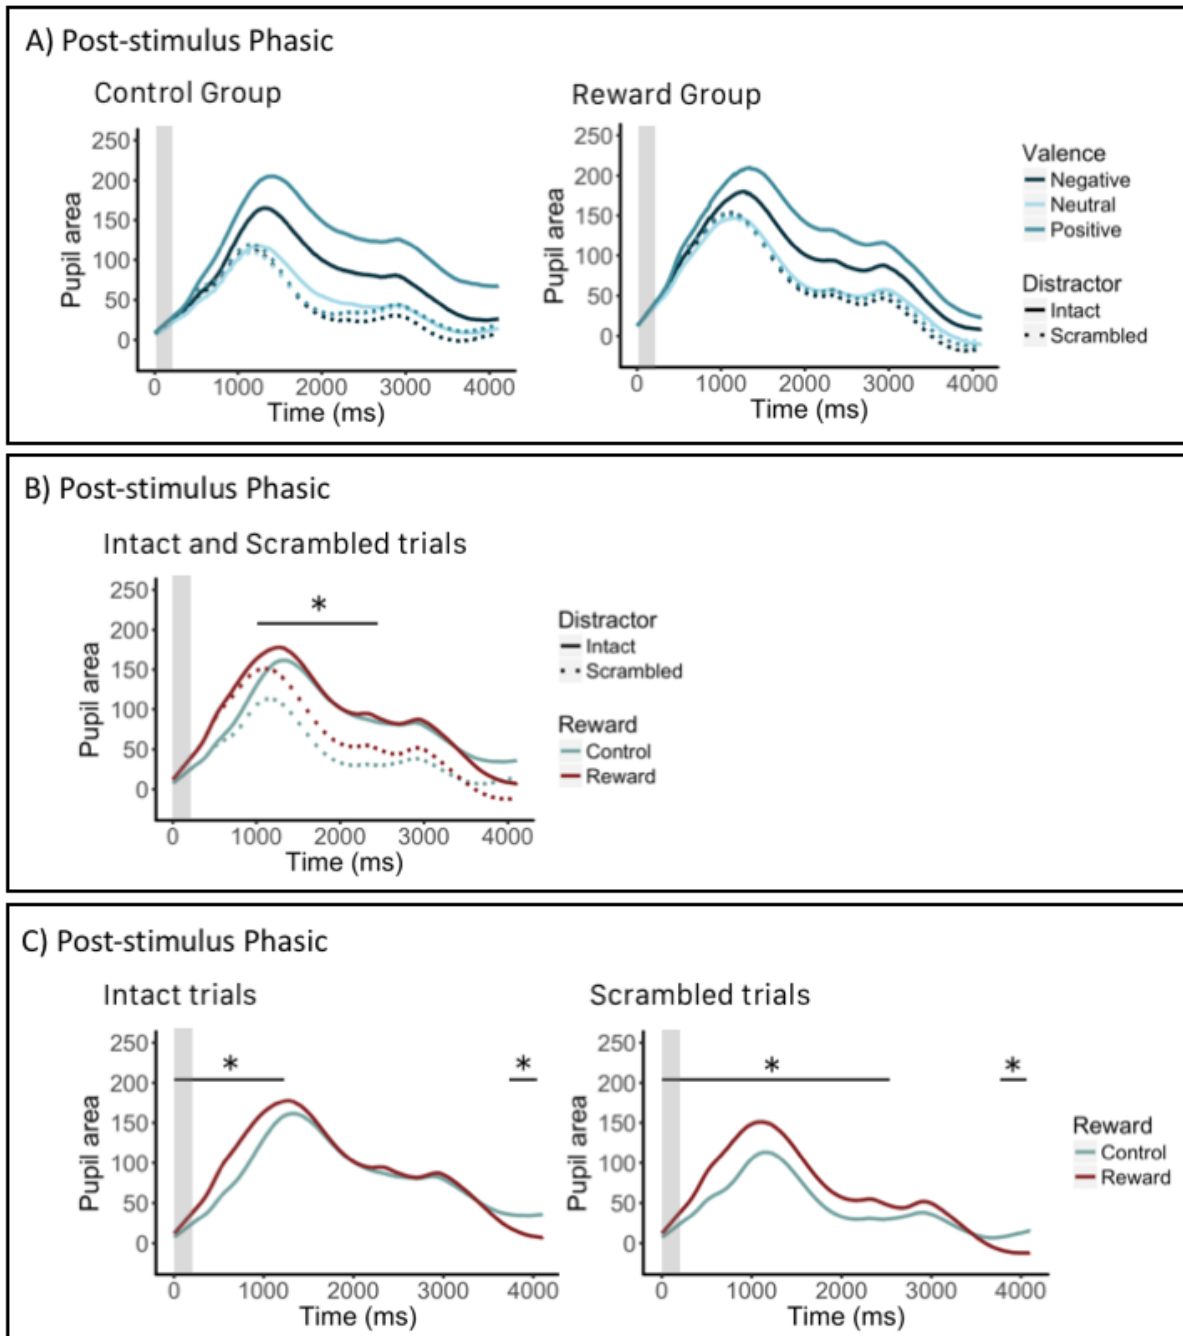 A) Post-stimulus Phasic
Control Group
Reward Group
250
200
150
100
50
0
Pupil area
0 1000 2000 3000 4000
Time (ms)
250
200
150
100
50
0
Pupil area
0 1000 2000 3000 4000
Time (ms)
Valence
Negative
Neutral
Positive
Distractor
Intact
Scrambled
B) Post-stimulus Phasic
Intact and Scrambled trials
250
200
150
100
50
0
Pupil area
*
0 1000 2000 3000 4000
Time (ms)
Distractor
Intact
Scrambled
Reward
Control
Reward
C) Post-stimulus Phasic
Intact trials
Scrambled trials
250
200
150
100
50
0
Pupil area
* *
0 1000 2000 3000 4000
Time (ms)
250
200
150
100
50
0
Pupil area
* *
0 1000 2000 3000 4000
Time (ms)
Reward
Control
Reward